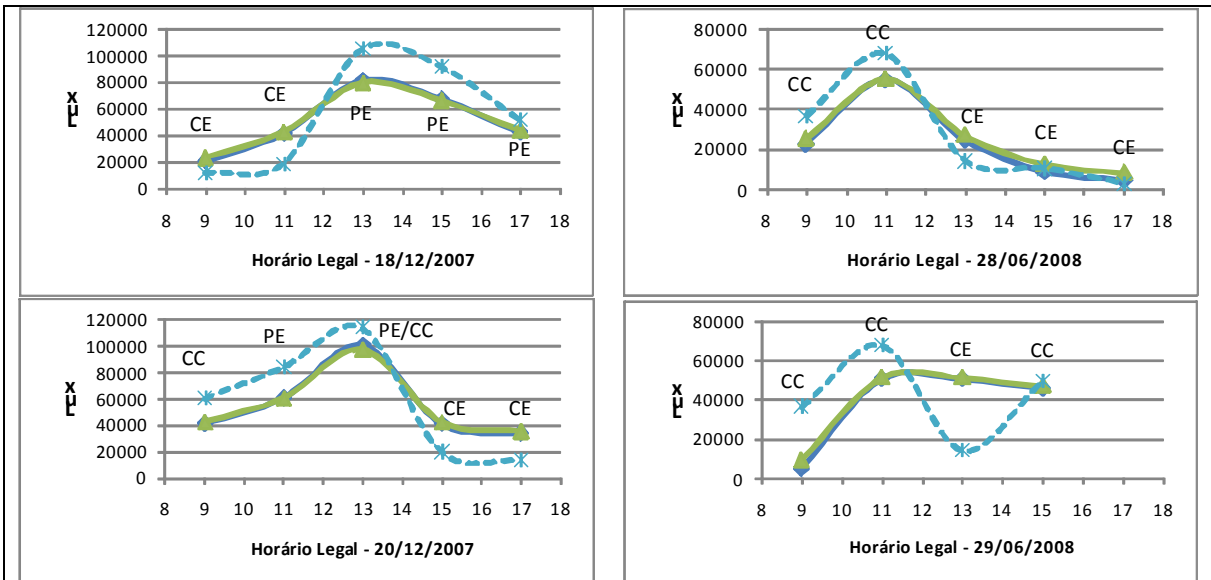 120000
100000
80000
60000
40000
20000
0
Lux
CE
CE
PE
PE
PE
8 9 10 11 12 13 14 15 16 17 18
Horário Legal - 18/12/2007
80000
60000
40000
20000
0
Lux
CC
CC
CE
CE
CE
8 9 10 11 12 13 14 15 16 17 18
Horário Legal - 28/06/2008
120000
100000
80000
60000
40000
20000
0
Lux
CC
PE
PE/CC
CE
CE
8 9 10 11 12 13 14 15 16 17 18
Horário Legal - 20/12/2007
80000
60000
40000
20000
0
Lux
CC
CC
CE
CC
8 9 10 11 12 13 14 15 16 17 18
Horário Legal - 29/06/2008